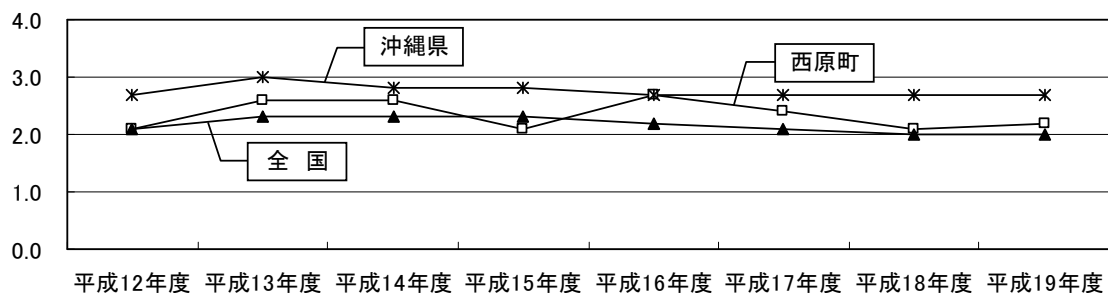 4.0
沖縄県
西原町
3.0
2.0
全 国
1.0
0.0
平成12年度 平成13年度 平成14年度 平成15年度 平成16年度 平成17年度 平成18年度 平成19年度